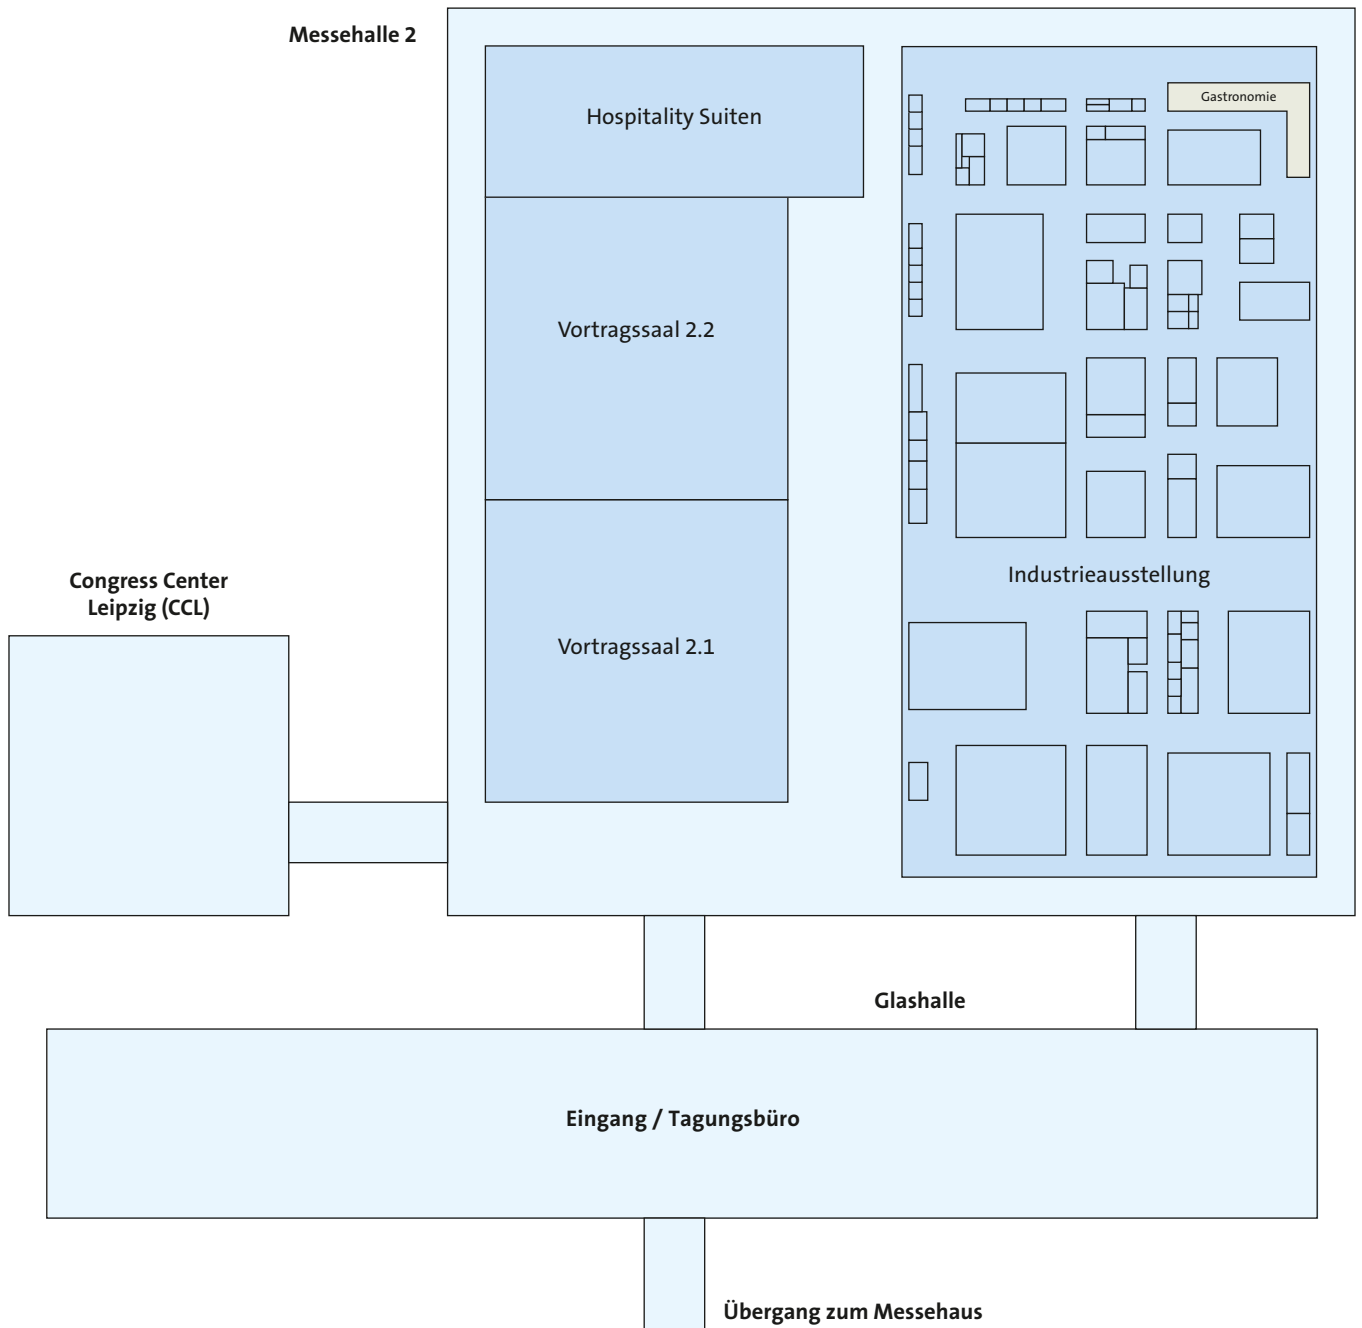 Messehalle 2
Hospitality Suiten
Gastronomie
Vortragssaal 2.2
Industrieausstellung
Congress Center
Leipzig (CCL)
Vortragssaal 2.1
Glashalle
Eingang / Tagungsbüro
Übergang zum Messehaus